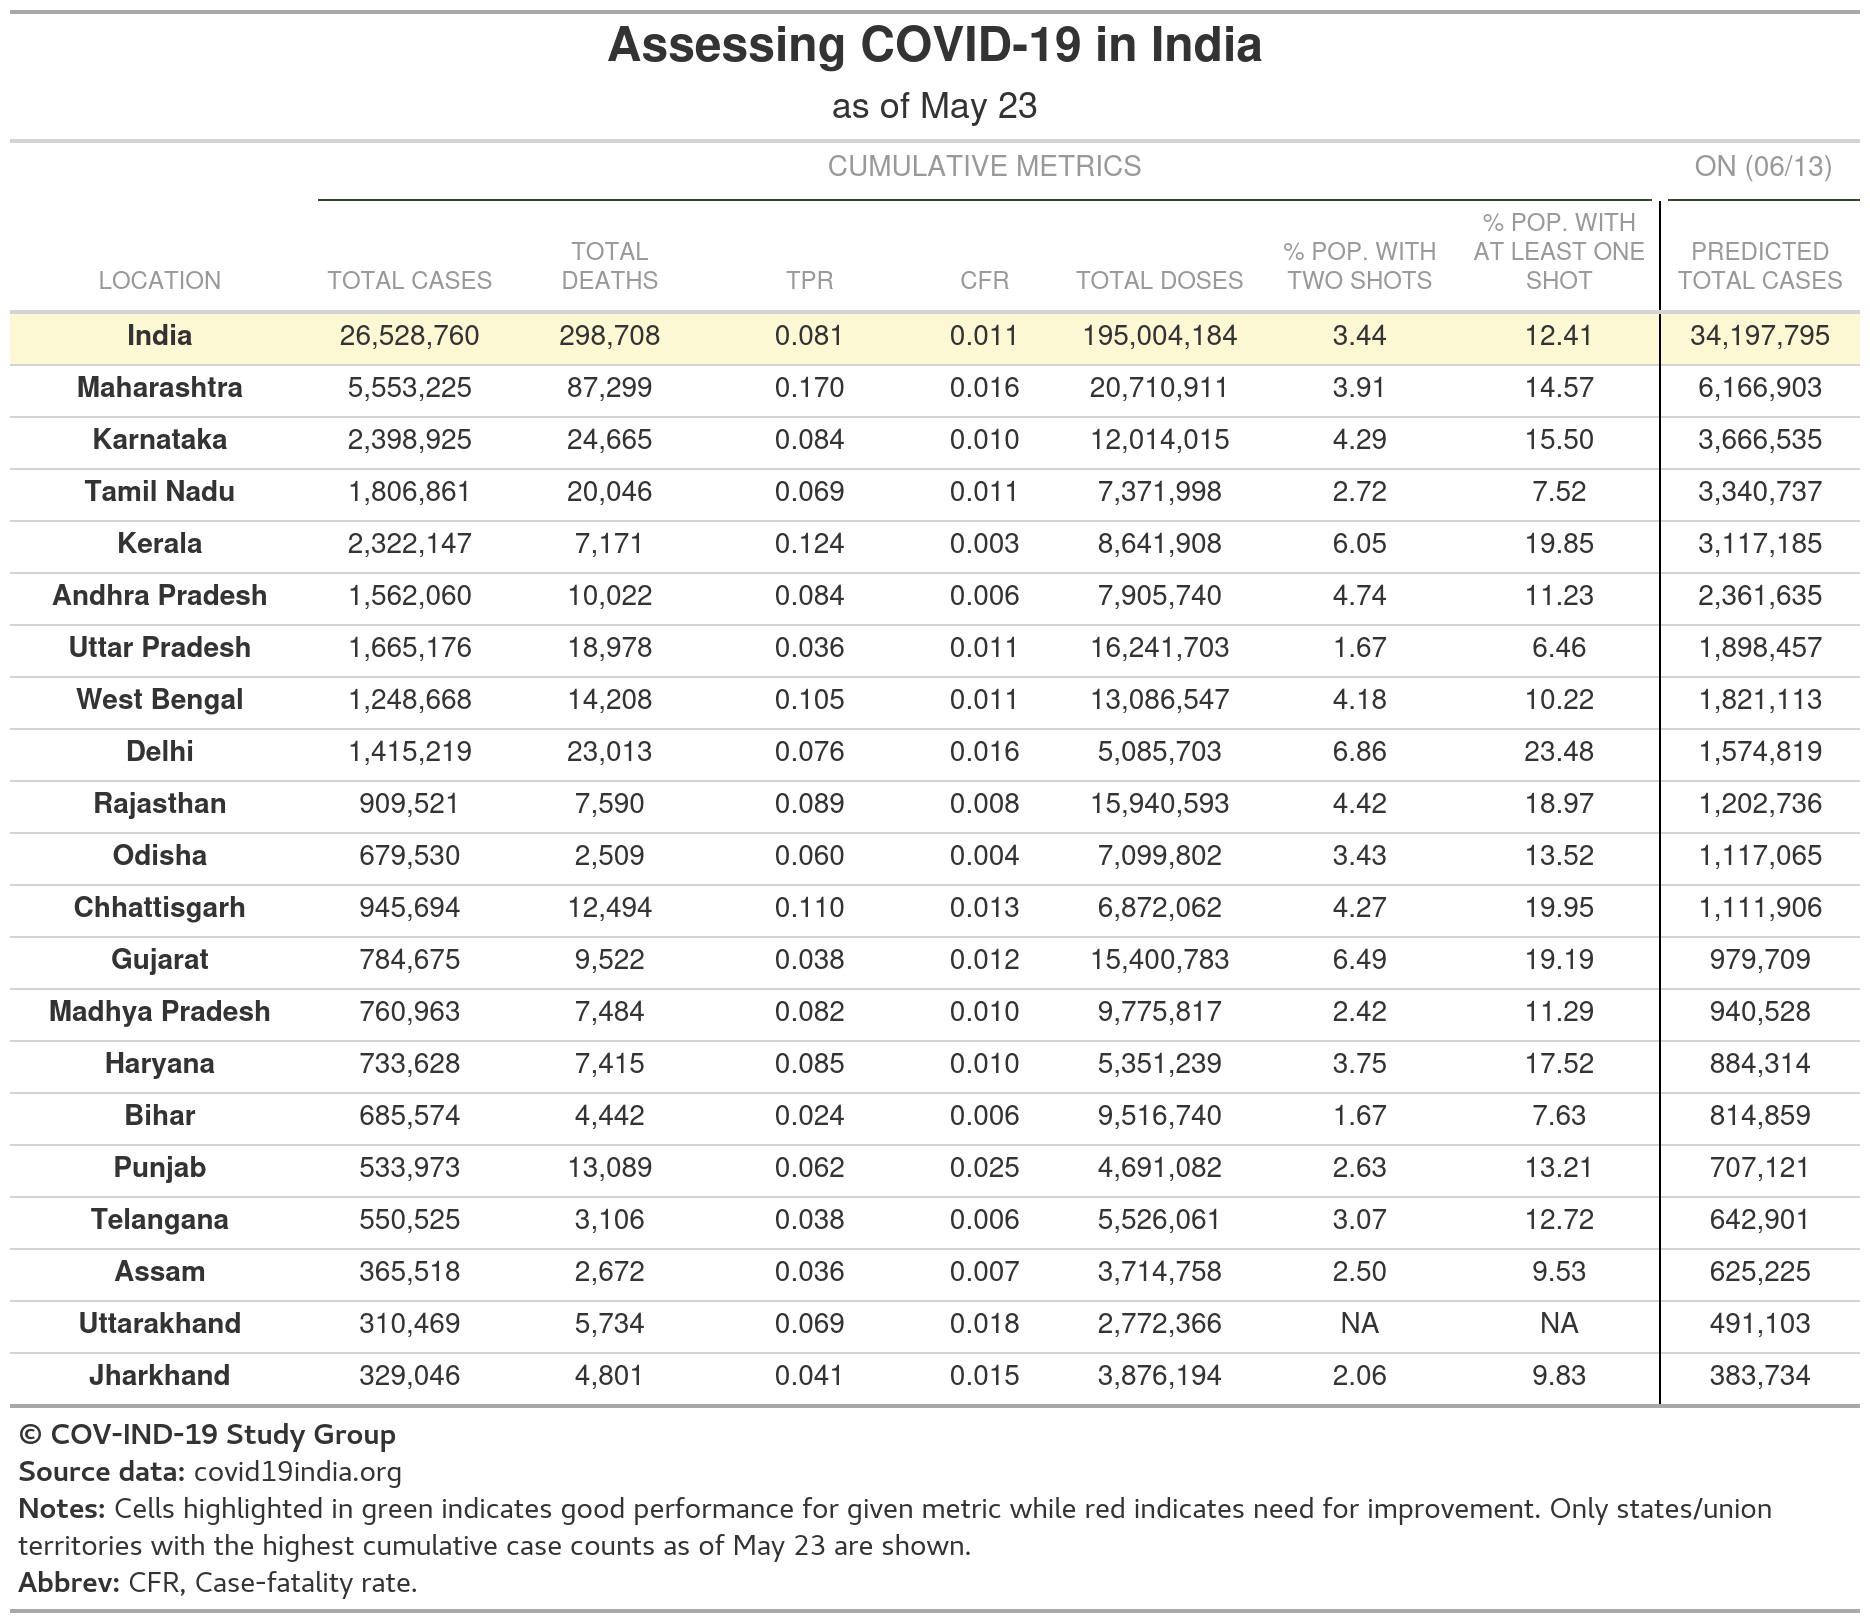 Assessing COVID-19 in India
as of May 23
CUMULATIVE METRICS ON (06/13)
LOCATION TOTAL CASES TOTAL DEATHS TPR CFR TOTAL DOSES % POP. WITH TWO SHOTS % POP. WITH AT LEAST ONE SHOT PREDICTED TOTAL CASES
India 26,528,760 298,708 0.081 0.011 195,004,184 3.44 12.41 34,197,795
Maharashtra 5,553,225 87,299 0.170 0.016 20,710,911 3.91 14.57 6,166,903
Karnataka 2,398,925 24,665 0.084 0.010 12,014,015 4.29 15.50 3,666,535
Tamil Nadu 1,806,861 20,046 0.069 0.011 7,371,998 2.72 7.52 3,340,737
Kerala 2,322,147 7,171 0.124 0.003 8,641,908 6.05 19.85 3,117,185
Andhra Pradesh 1,562,060 10,022 0.084 0.006 7,905,740 4.74 11.23 2,361,635
Uttar Pradesh 1,665,176 18,978 0.036 0.011 16,241,703 1.67 6.46 1,898,457
West Bengal 1,248,668 14,208 0.105 0.011 13,086,547 4.18 10.22 1,821,113
Delhi 1,415,219 23,013 0.076 0.016 5,085,703 6.86 23.48 1,574,819
Rajasthan 909,521 7,590 0.089 0.008 15,940,593 4.42 18.97 1,202,736
Odisha 679,530 2,509 0.060 0.004 7,099,802 3.43 13.52 1,117,065
Chhattisgarh 945,694 12,494 0.110 0.013 6,872,062 4.27 19.95 1,111,906
Gujarat 784,675 9,522 0.038 0.012 15,400,783 6.49 19.19 979,709
Madhya Pradesh 760,963 7,484 0.082 0.010 9,775,817 2.42 11.29 940,528
Haryana 733,628 7,415 0.085 0.010 5,351,239 3.75 17.52 884,314
Bihar 685,574 4,442 0.024 0.006 9,516,740 1.67 7.63 814,859
Punjab 533,973 13,089 0.062 0.025 4,691,082 2.63 13.21 707,121
Telangana 550,525 3,106 0.038 0.006 5,526,061 3.07 12.72 642,901
Assam 365,518 2,672 0.036 0.007 3,714,758 2.50 9.53 625,225
Uttarakhand 310,469 5,734 0.069 0.018 2,772,366 NA NA 491,103
Jharkhand 329,046 4,801 0.041 0.015 3,876,194 2.06 9.83 383,734
© COV-IND-19 Study Group
Source data: covid19india.org
Notes: Cells highlighted in green indicates good performance for given metric while red indicates need for improvement. Only states/union
territories with the highest cumulative case counts as of May 23 are shown.
Abbrev: CFR, Case-fatality rate.